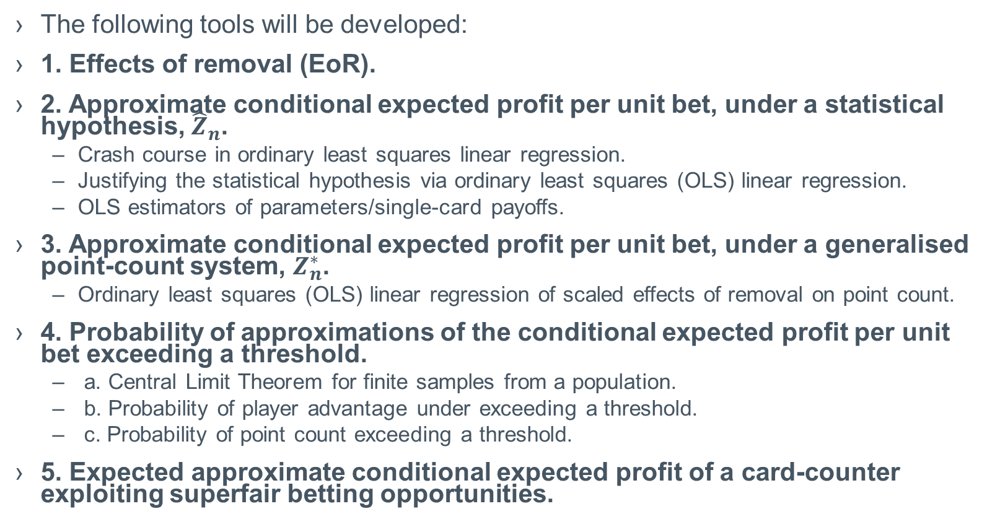 › The following tools will be developed:
› 1. Effects of removal (EoR).
› 2. Approximate conditional expected profit per unit bet, under a statistical
hypothesis, Ẑₙ.
– Crash course in ordinary least squares linear regression.
– Justifying the statistical hypothesis via ordinary least squares (OLS) linear regression.
– OLS estimators of parameters/single-card payoffs.
› 3. Approximate conditional expected profit per unit bet, under a generalised
point-count system, Zₙ*.
– Ordinary least squares (OLS) linear regression of scaled effects of removal on point count.
› 4. Probability of approximations of the conditional expected profit per unit
bet exceeding a threshold.
– a. Central Limit Theorem for finite samples from a population.
– b. Probability of player advantage under exceeding a threshold.
– c. Probability of point count exceeding a threshold.
› 5. Expected approximate conditional expected profit of a card-counter
exploiting superfair betting opportunities.